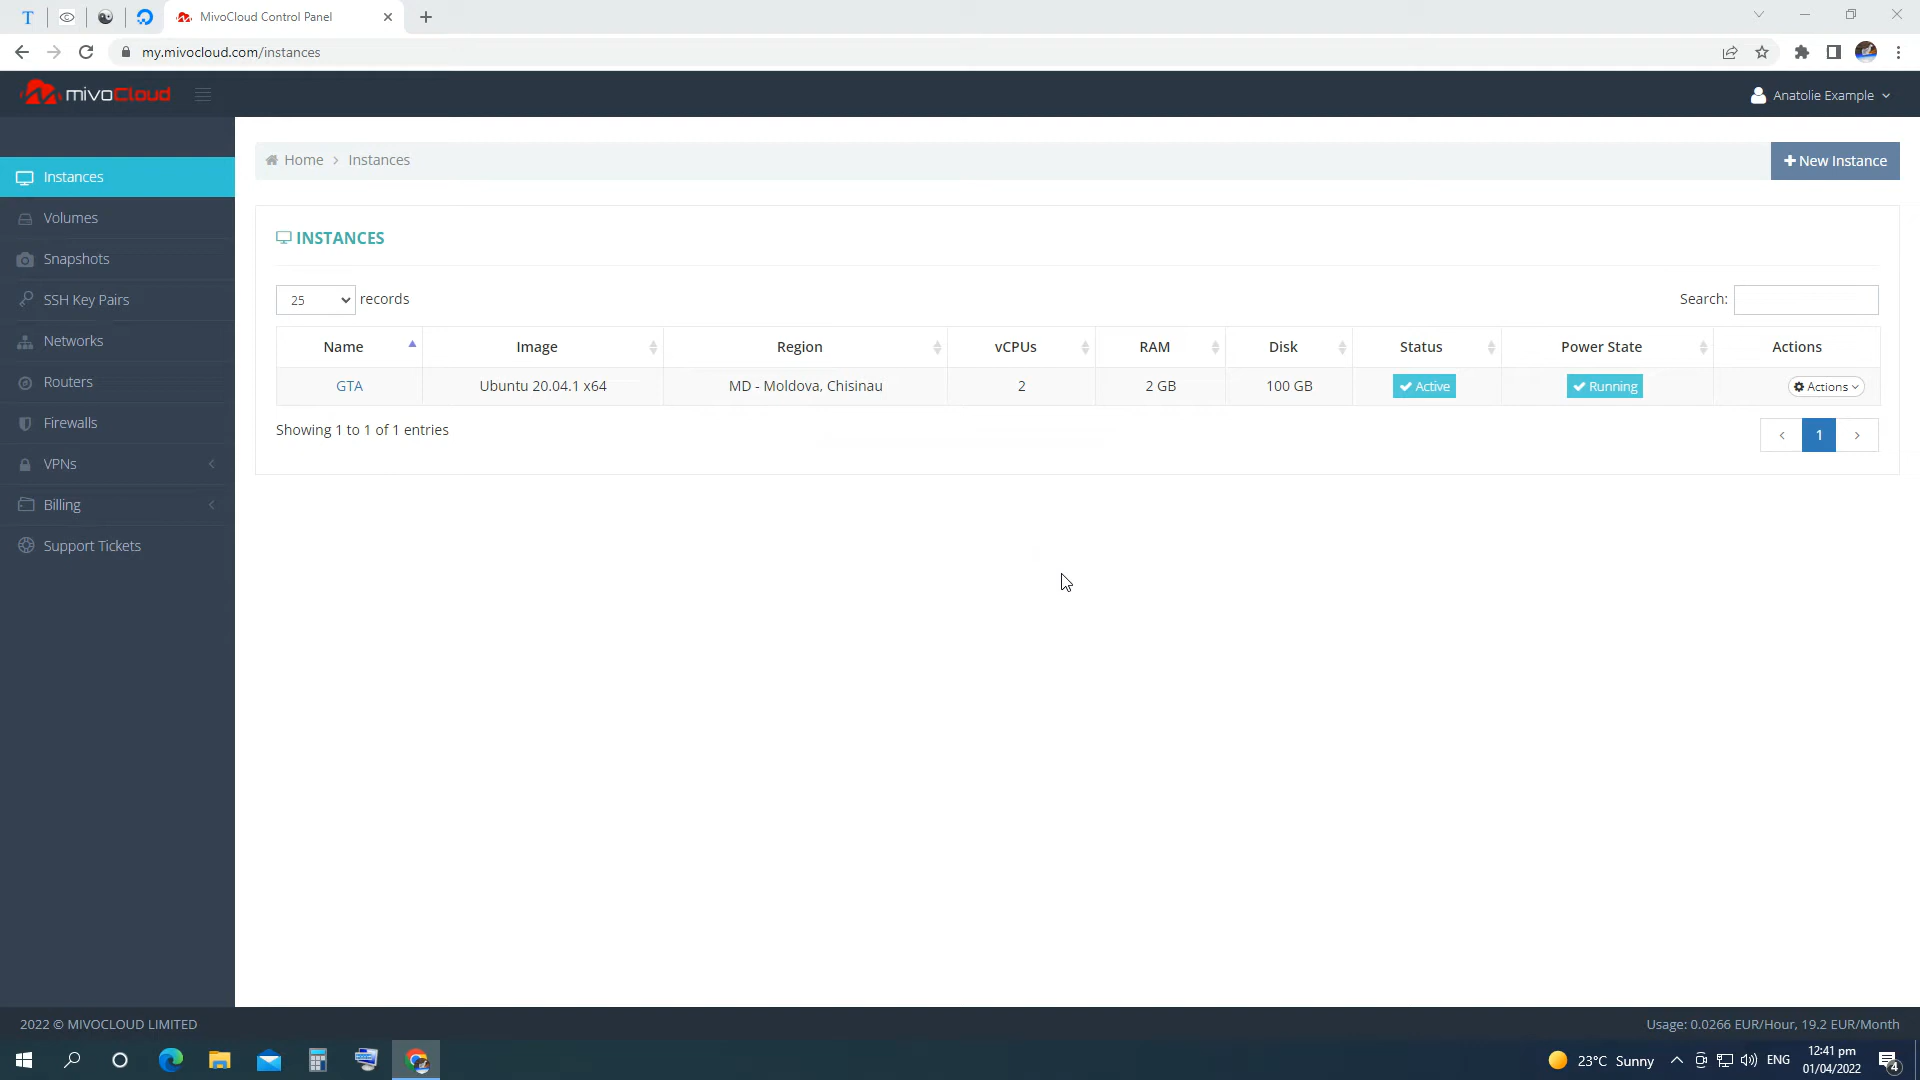 T
MivoCloud Control Panel
my.mivocloud.com/instances
mivoCloud
Anatolie Example
Home > Instances
New Instance
Instances
Volumes
Snapshots
SSH Key Pairs
Networks
Routers
Firewalls
VPNs
Billing
Support Tickets
INSTANCES
25 records
Search:
Name Image Region vCPUs RAM Disk Status Power State Actions
GTA Ubuntu 20.04.1 x64 MD - Moldova, Chisinau 2 2 GB 100 GB Active Running Actions
Showing 1 to 1 of 1 entries
‹ 1 ›
2022 © MIVOCLOUD LIMITED
Usage: 0.0266 EUR/Hour, 19.2 EUR/Month
23°C Sunny
ENG
12:41 pm
01/04/2022
4